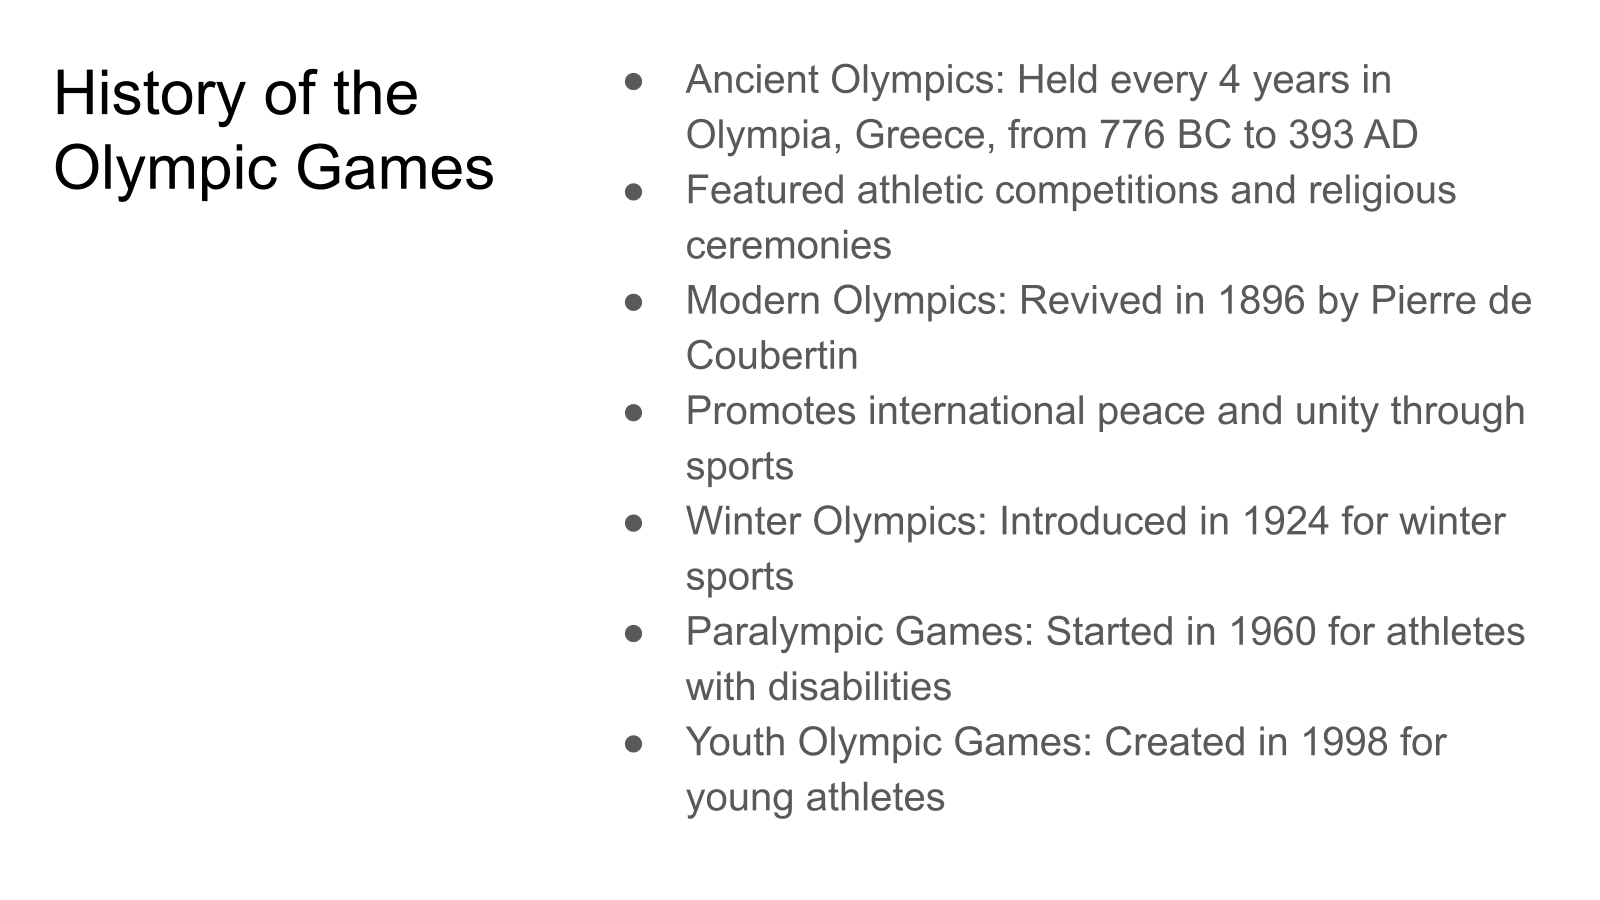 History of the
Olympic Games
● Ancient Olympics: Held every 4 years in
Olympia, Greece, from 776 BC to 393 AD
● Featured athletic competitions and religious
ceremonies
● Modern Olympics: Revived in 1896 by Pierre de
Coubertin
● Promotes international peace and unity through
sports
● Winter Olympics: Introduced in 1924 for winter
sports
● Paralympic Games: Started in 1960 for athletes
with disabilities
● Youth Olympic Games: Created in 1998 for
young athletes